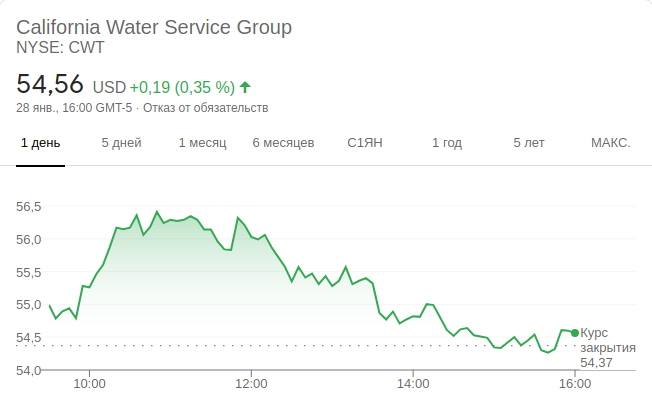 California Water Service Group
NYSE: CWT
54,56 USD +0,19 (0,35 %)
28 янв., 16:00 GMT-5 · Отказ от обязательств
1 день 5 дней 1 месяц 6 месяцев С1ЯН 1 год 5 лет МАКС.
56,5
56,0
55,5
55,0
54,5
54,0
Курс
закрытия
54,37
10:00 12:00 14:00 16:00